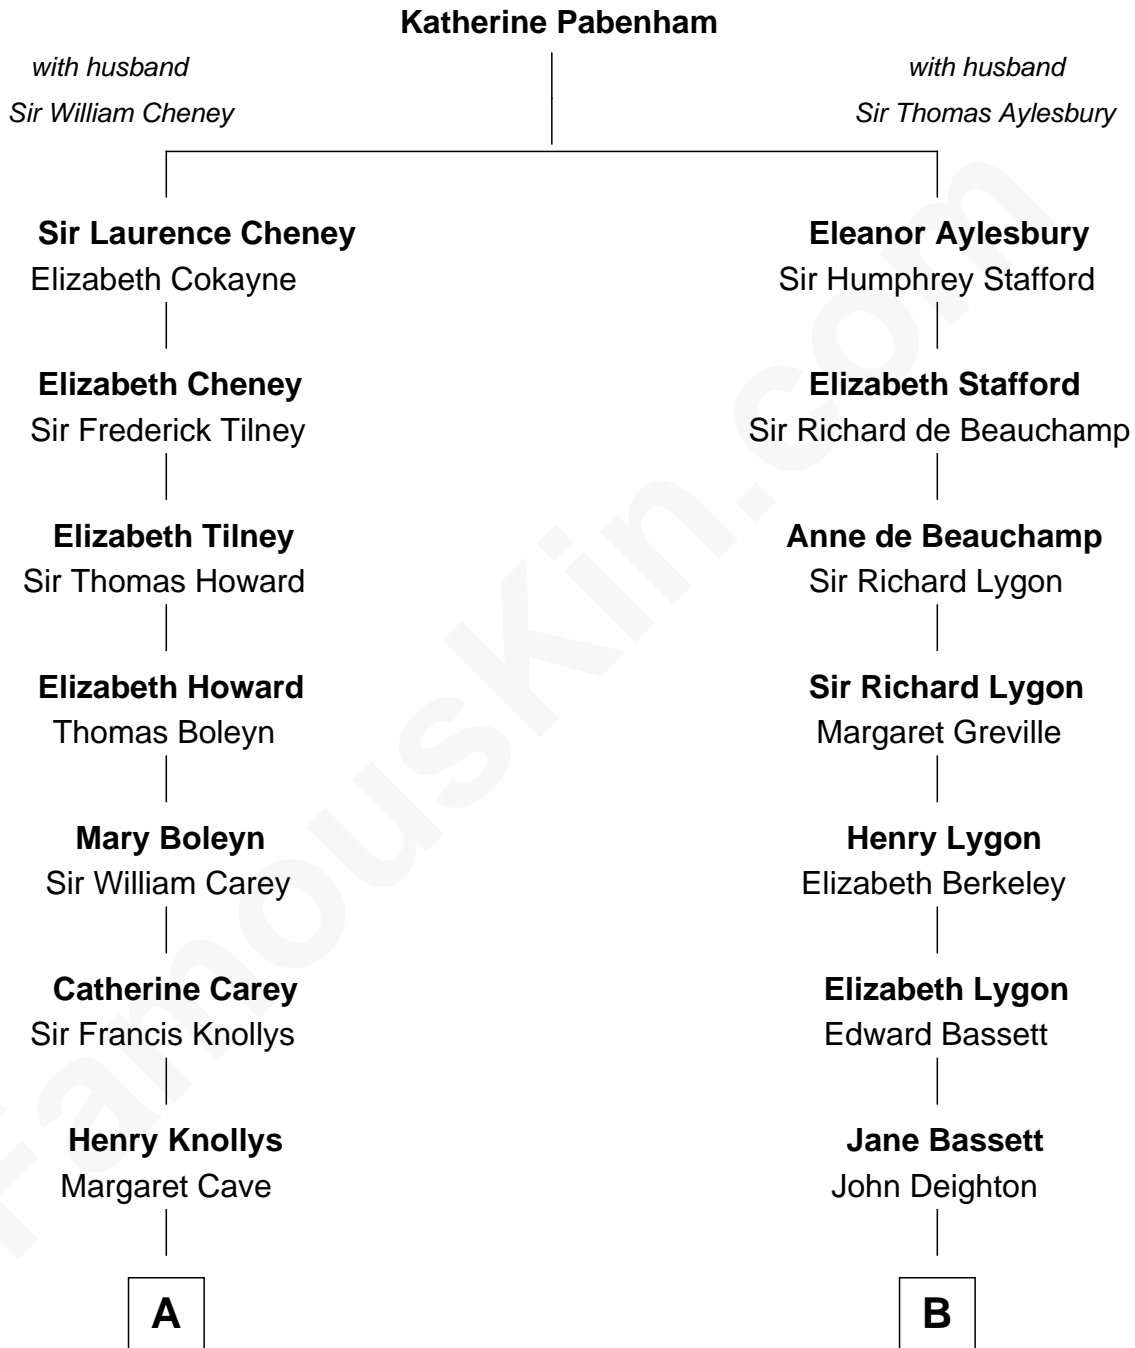 Katherine Pabenham
with husband
Sir William Cheney
with husband
Sir Thomas Aylesbury
Sir Laurence Cheney
Elizabeth Cokayne
Eleanor Aylesbury
Sir Humphrey Stafford
Elizabeth Cheney
Sir Frederick Tilney
Elizabeth Stafford
Sir Richard de Beauchamp
Elizabeth Tilney
Sir Thomas Howard
Anne de Beauchamp
Sir Richard Lygon
Elizabeth Howard
Thomas Boleyn
Sir Richard Lygon
Margaret Greville
Mary Boleyn
Sir William Carey
Henry Lygon
Elizabeth Berkeley
Catherine Carey
Sir Francis Knollys
Elizabeth Lygon
Edward Bassett
Henry Knollys
Margaret Cave
Jane Bassett
John Deighton
A
B
FamousKin.com